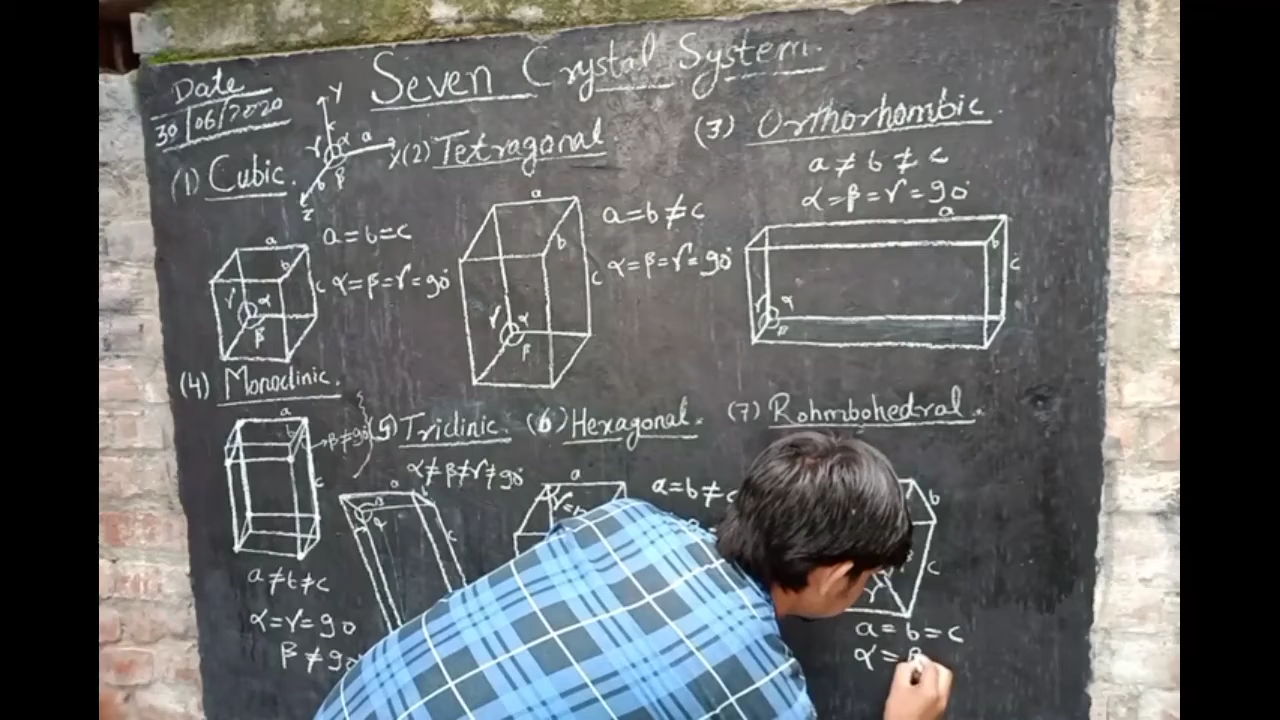 Seven Crystal System.
Date
30/06/2020
Y
γ α a
X
b β
Z
(1) Cubic.
a = b = c
α = β = γ = 90°
a
b
c
γ α
β
(2) Tetragonal.
a = b ≠ c
α = β = γ = 90°
a
b
c
γ α
β
(3) Orthorhombic
a ≠ b ≠ c
α = β = γ = 90°
a
b
c
γ α
(4) Monoclinic.
a
b
β ≠ 90°
c
a ≠ b ≠ c
α = γ = 90
β ≠ 90
(5) Triclinic.
α ≠ β ≠ γ ≠ 90°
a
b
c
α
(6) Hexagonal.
a
a = b ≠ c
(7) Rohmbohedral.
b
c
a = b = c
α = β